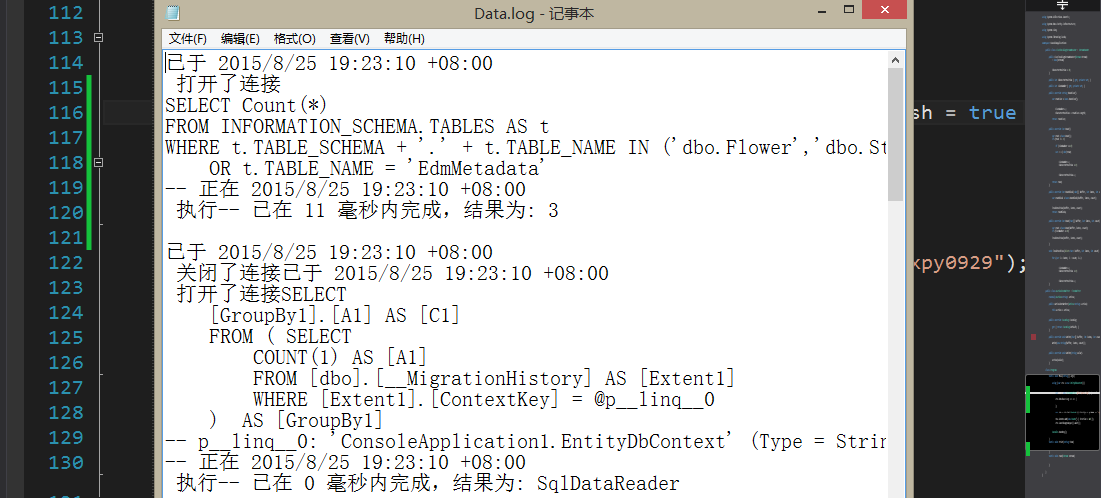 Data.log - 记事本
文件(F) 编辑(E) 格式(O) 查看(V) 帮助(H)
已于 2015/8/25 19:23:10 +08:00
打开了连接
SELECT Count(*)
FROM INFORMATION_SCHEMA.TABLES AS t
WHERE t.TABLE_SCHEMA + '.' + t.TABLE_NAME IN ('dbo.Flower','dbo.St
OR t.TABLE_NAME = 'EdmMetadata'
-- 正在 2015/8/25 19:23:10 +08:00
执行-- 已在 11 毫秒内完成，结果为: 3
已于 2015/8/25 19:23:10 +08:00
关闭了连接已于 2015/8/25 19:23:10 +08:00
打开了连接SELECT
[GroupBy1].[A1] AS [C1]
FROM ( SELECT
COUNT(1) AS [A1]
FROM [dbo].[__MigrationHistory] AS [Extent1]
WHERE [Extent1].[ContextKey] = @p__linq__0
) AS [GroupBy1]
-- p__linq__0: 'ConsoleApplication1.EntityDbContext' (Type = Strin
-- 正在 2015/8/25 19:23:10 +08:00
执行-- 已在 0 毫秒内完成，结果为: SqlDataReader
112
113
114
115
116
117
118
119
120
121
122
123
124
125
126
127
128
129
130
sh = true
xpy0929");